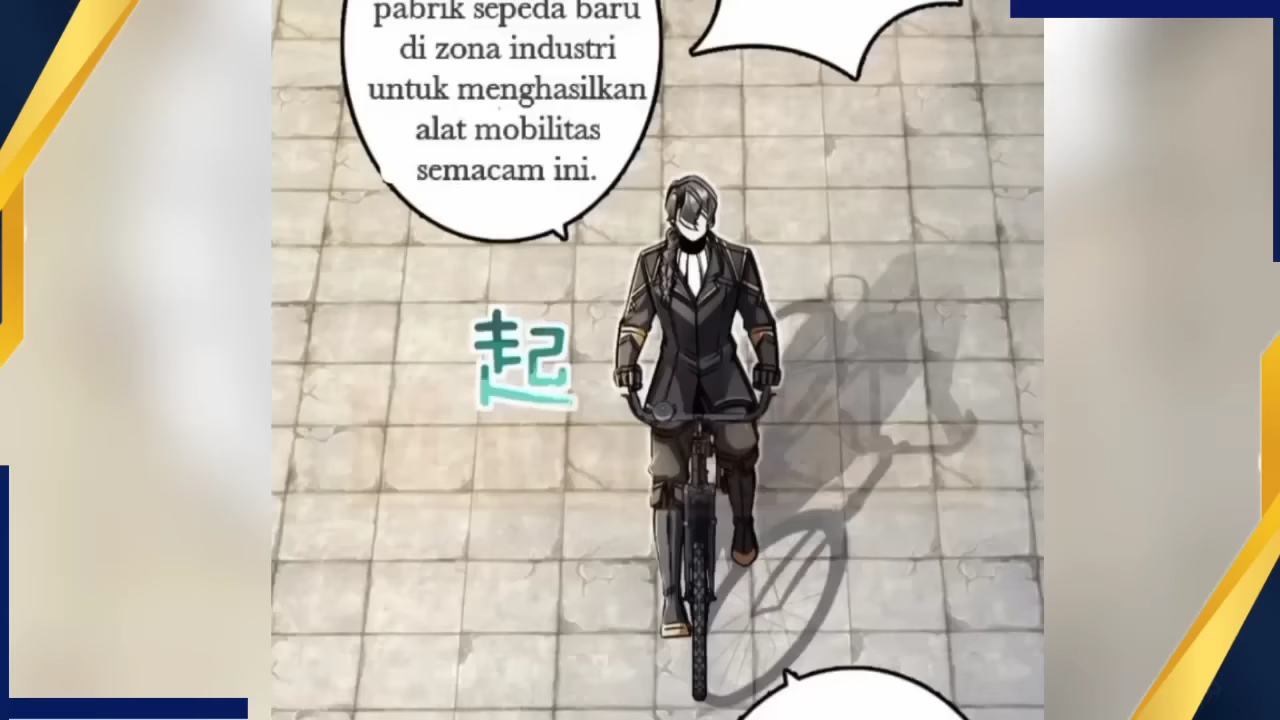 pabrik sepeda baru
di zona industri
untuk menghasilkan
alat mobilitas
semacam ini.
起